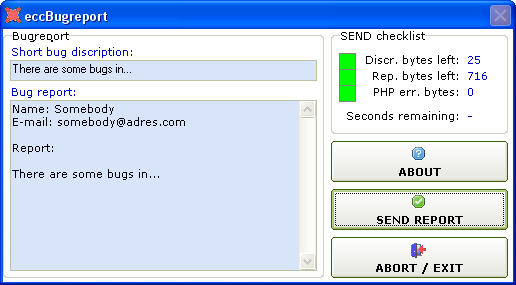 eccBugreport
Bugreport
Short bug discription:
There are some bugs in...
Bug report:
Name: Somebody
E-mail: somebody@adres.com
Report:
There are some bugs in...
SEND checklist
Discr. bytes left: 25
Rep. bytes left: 716
PHP err. bytes: 0
Seconds remaining: -
ABOUT
SEND REPORT
ABORT / EXIT